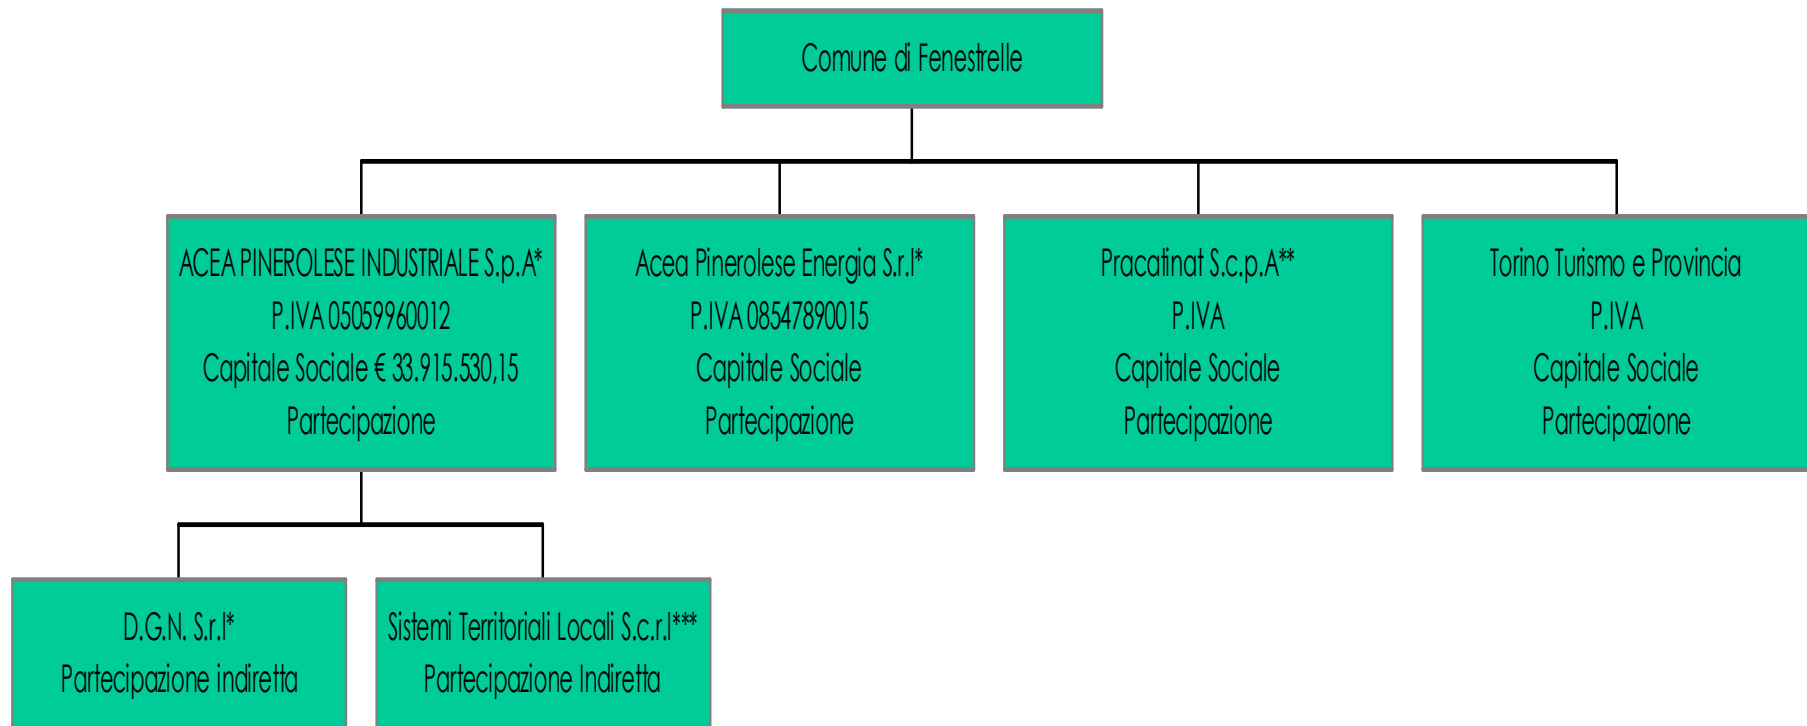 Comune di Fenestrelle
ACEA PINEROLESE INDUSTRIALE S.p.A*
P.IVA 05059960012
Capitale Sociale € 33.915.530,15
Partecipazione
Acea Pinerolese Energia S.r.l*
P.IVA 08547890015
Capitale Sociale
Partecipazione
Pracatinat S.c.p.A**
P.IVA
Capitale Sociale
Partecipazione
Torino Turismo e Provincia
P.IVA
Capitale Sociale
Partecipazione
D.G.N. S.r.l*
Partecipazione indiretta
Sistemi Territoriali Locali S.c.r.l***
Partecipazione Indiretta